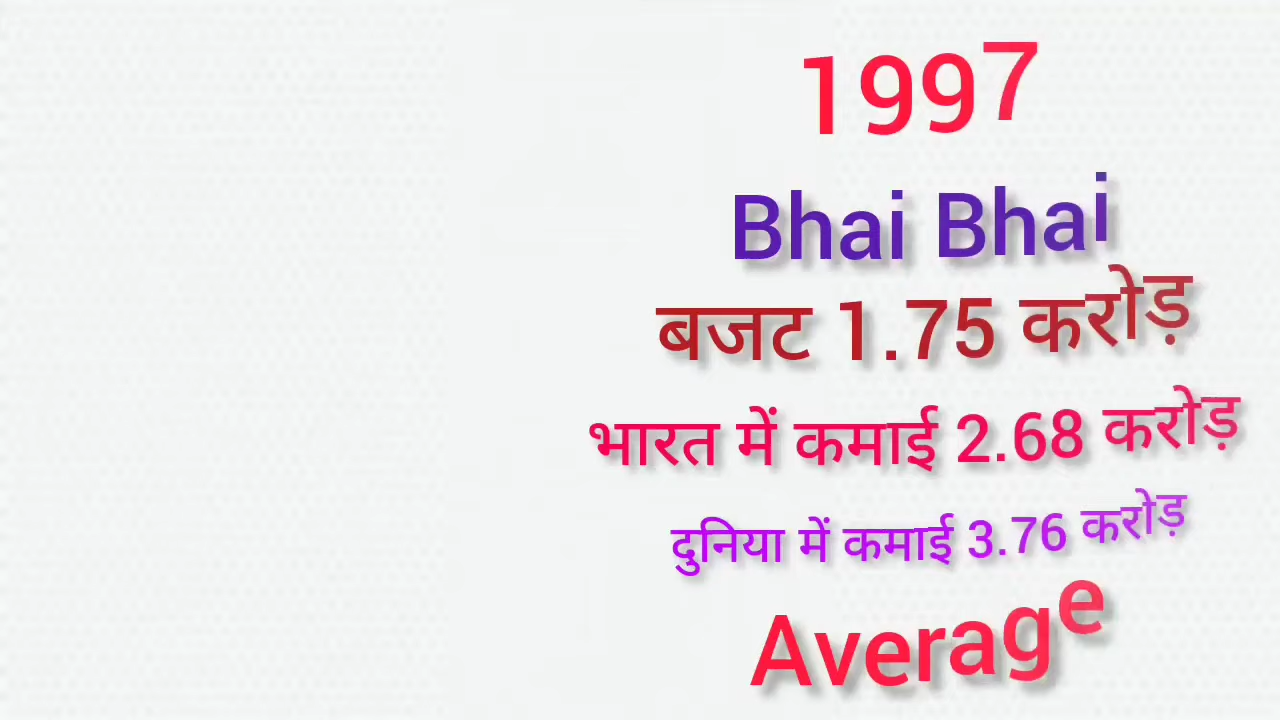 1997
Bhai Bhai
बजट 1.75 करोड़
भारत में कमाई 2.68 करोड़
दुनिया में कमाई 3.76 करोड़
Average